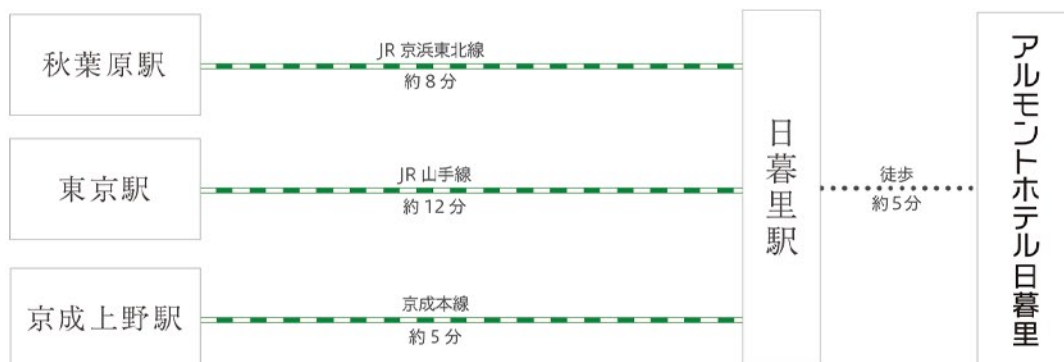 秋葉原駅
JR 京浜東北線
約 8 分
東京駅
JR 山手線
約 12 分
京成上野駅
京成本線
約 5 分
日暮里駅
徒歩
約 5 分
アルモントホテル日暮里